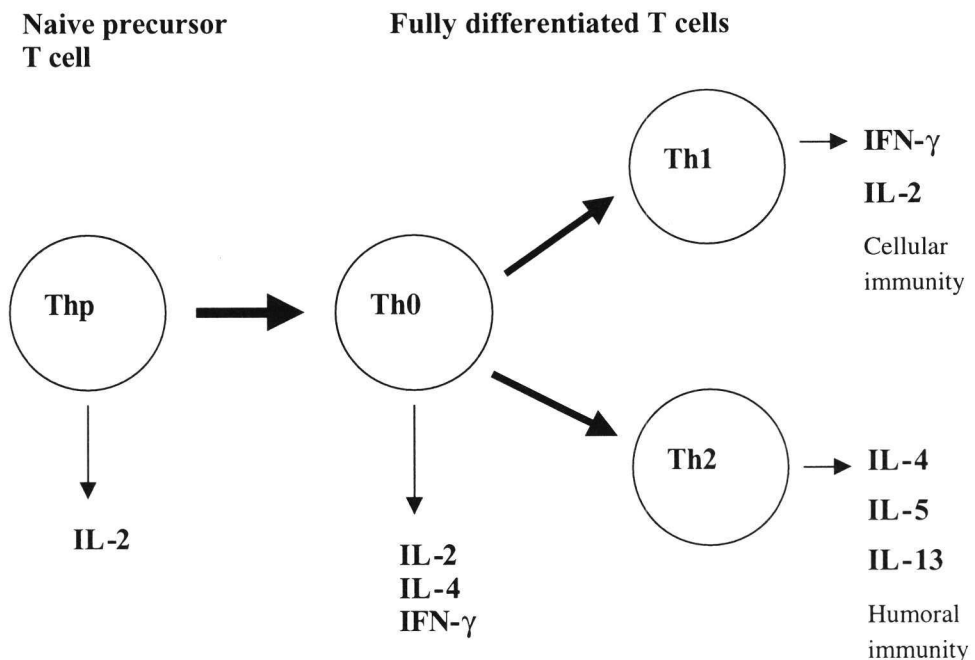 Naive precursor
T cell
Fully differentiated T cells
Thp
IL-2
Th0
IL-2
IL-4
IFN-γ
Th1
IFN-γ
IL-2
Cellular
immunity
Th2
IL-4
IL-5
IL-13
Humoral
immunity